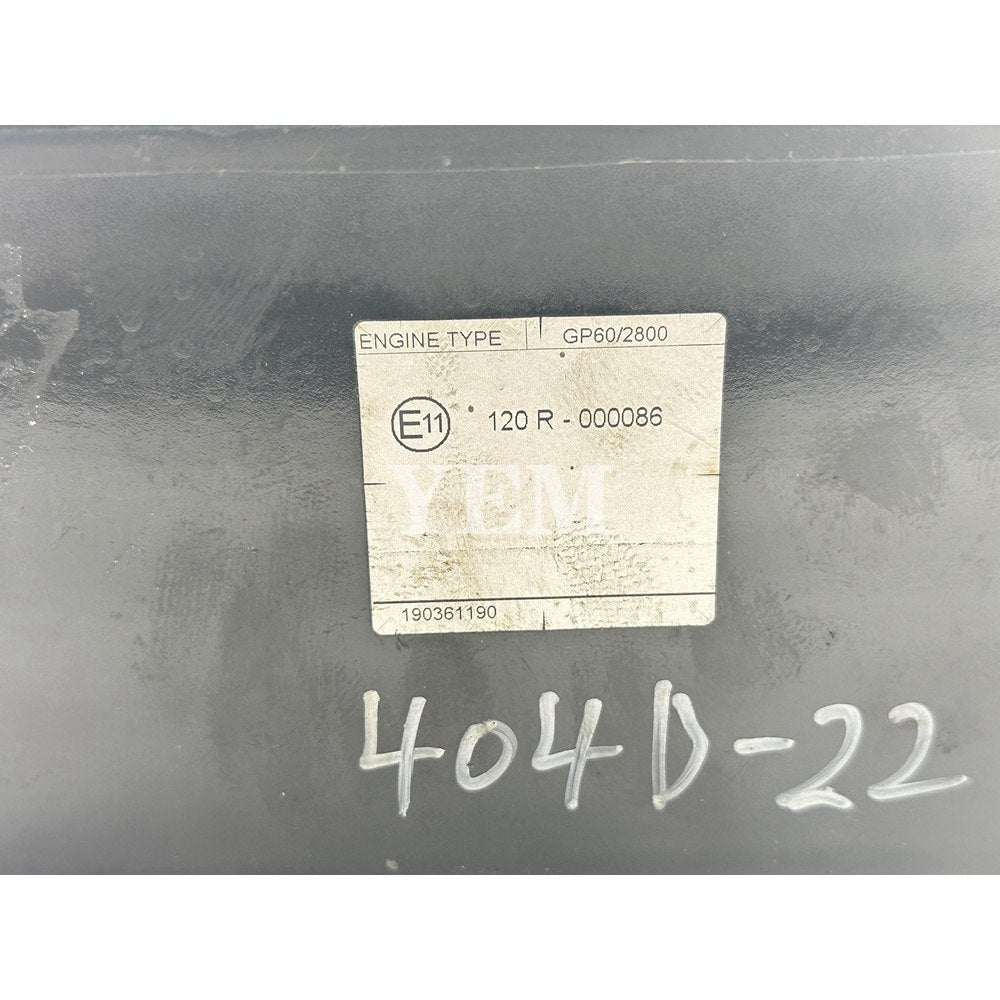 ENGINE TYPE GP60/2800
E11 120 R - 000086
YEM
190361190
404D-22